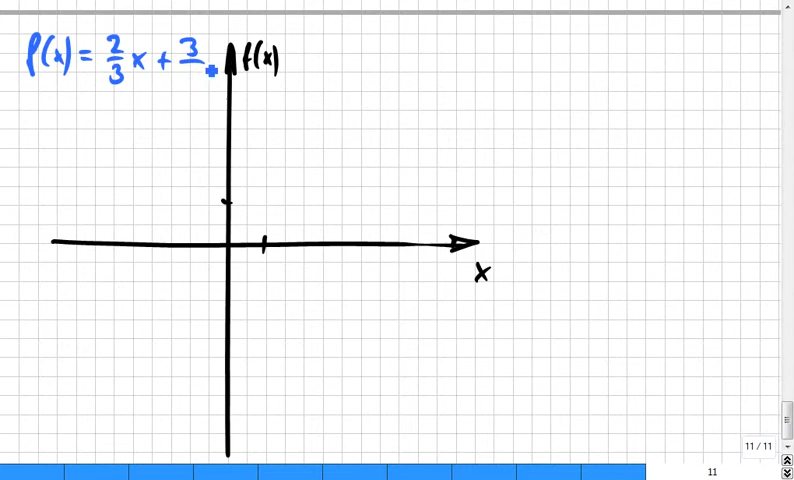 f(x) = 2/3 x + 3/
f(x)
x
11 / 11
11